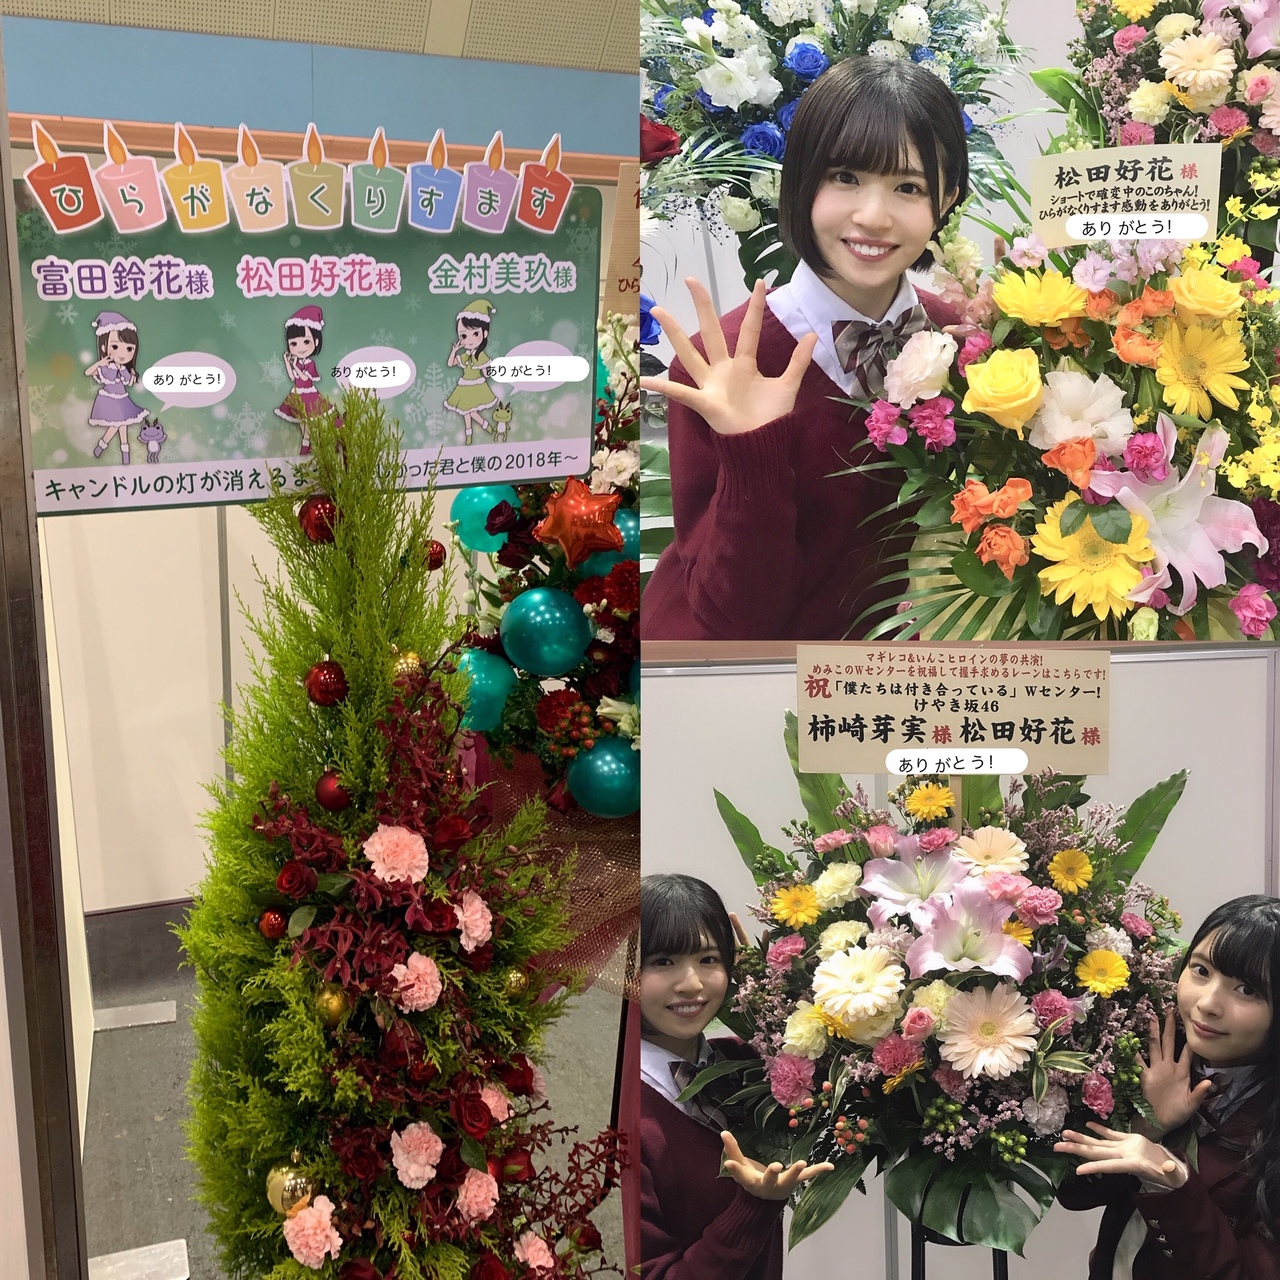 ひらがなくりすます
富田鈴花様 松田好花様 金村美玖様
ありがとう! ありがとう! ありがとう!
キャンドルの灯が消えるま かった君と僕の2018年～
松田好花様
ショートで確変中のこのちゃん!
ひらがなくりすます感動をありがとう!
ありがとう!
マギレコ&いんこヒロインの夢の共演!
めみこのWセンターを祝福して握手求めるレーンはこちらです!
祝「僕たちは付き合っている」Wセンター!
けやき坂46
柿崎芽実様松田好花様
ありがとう!